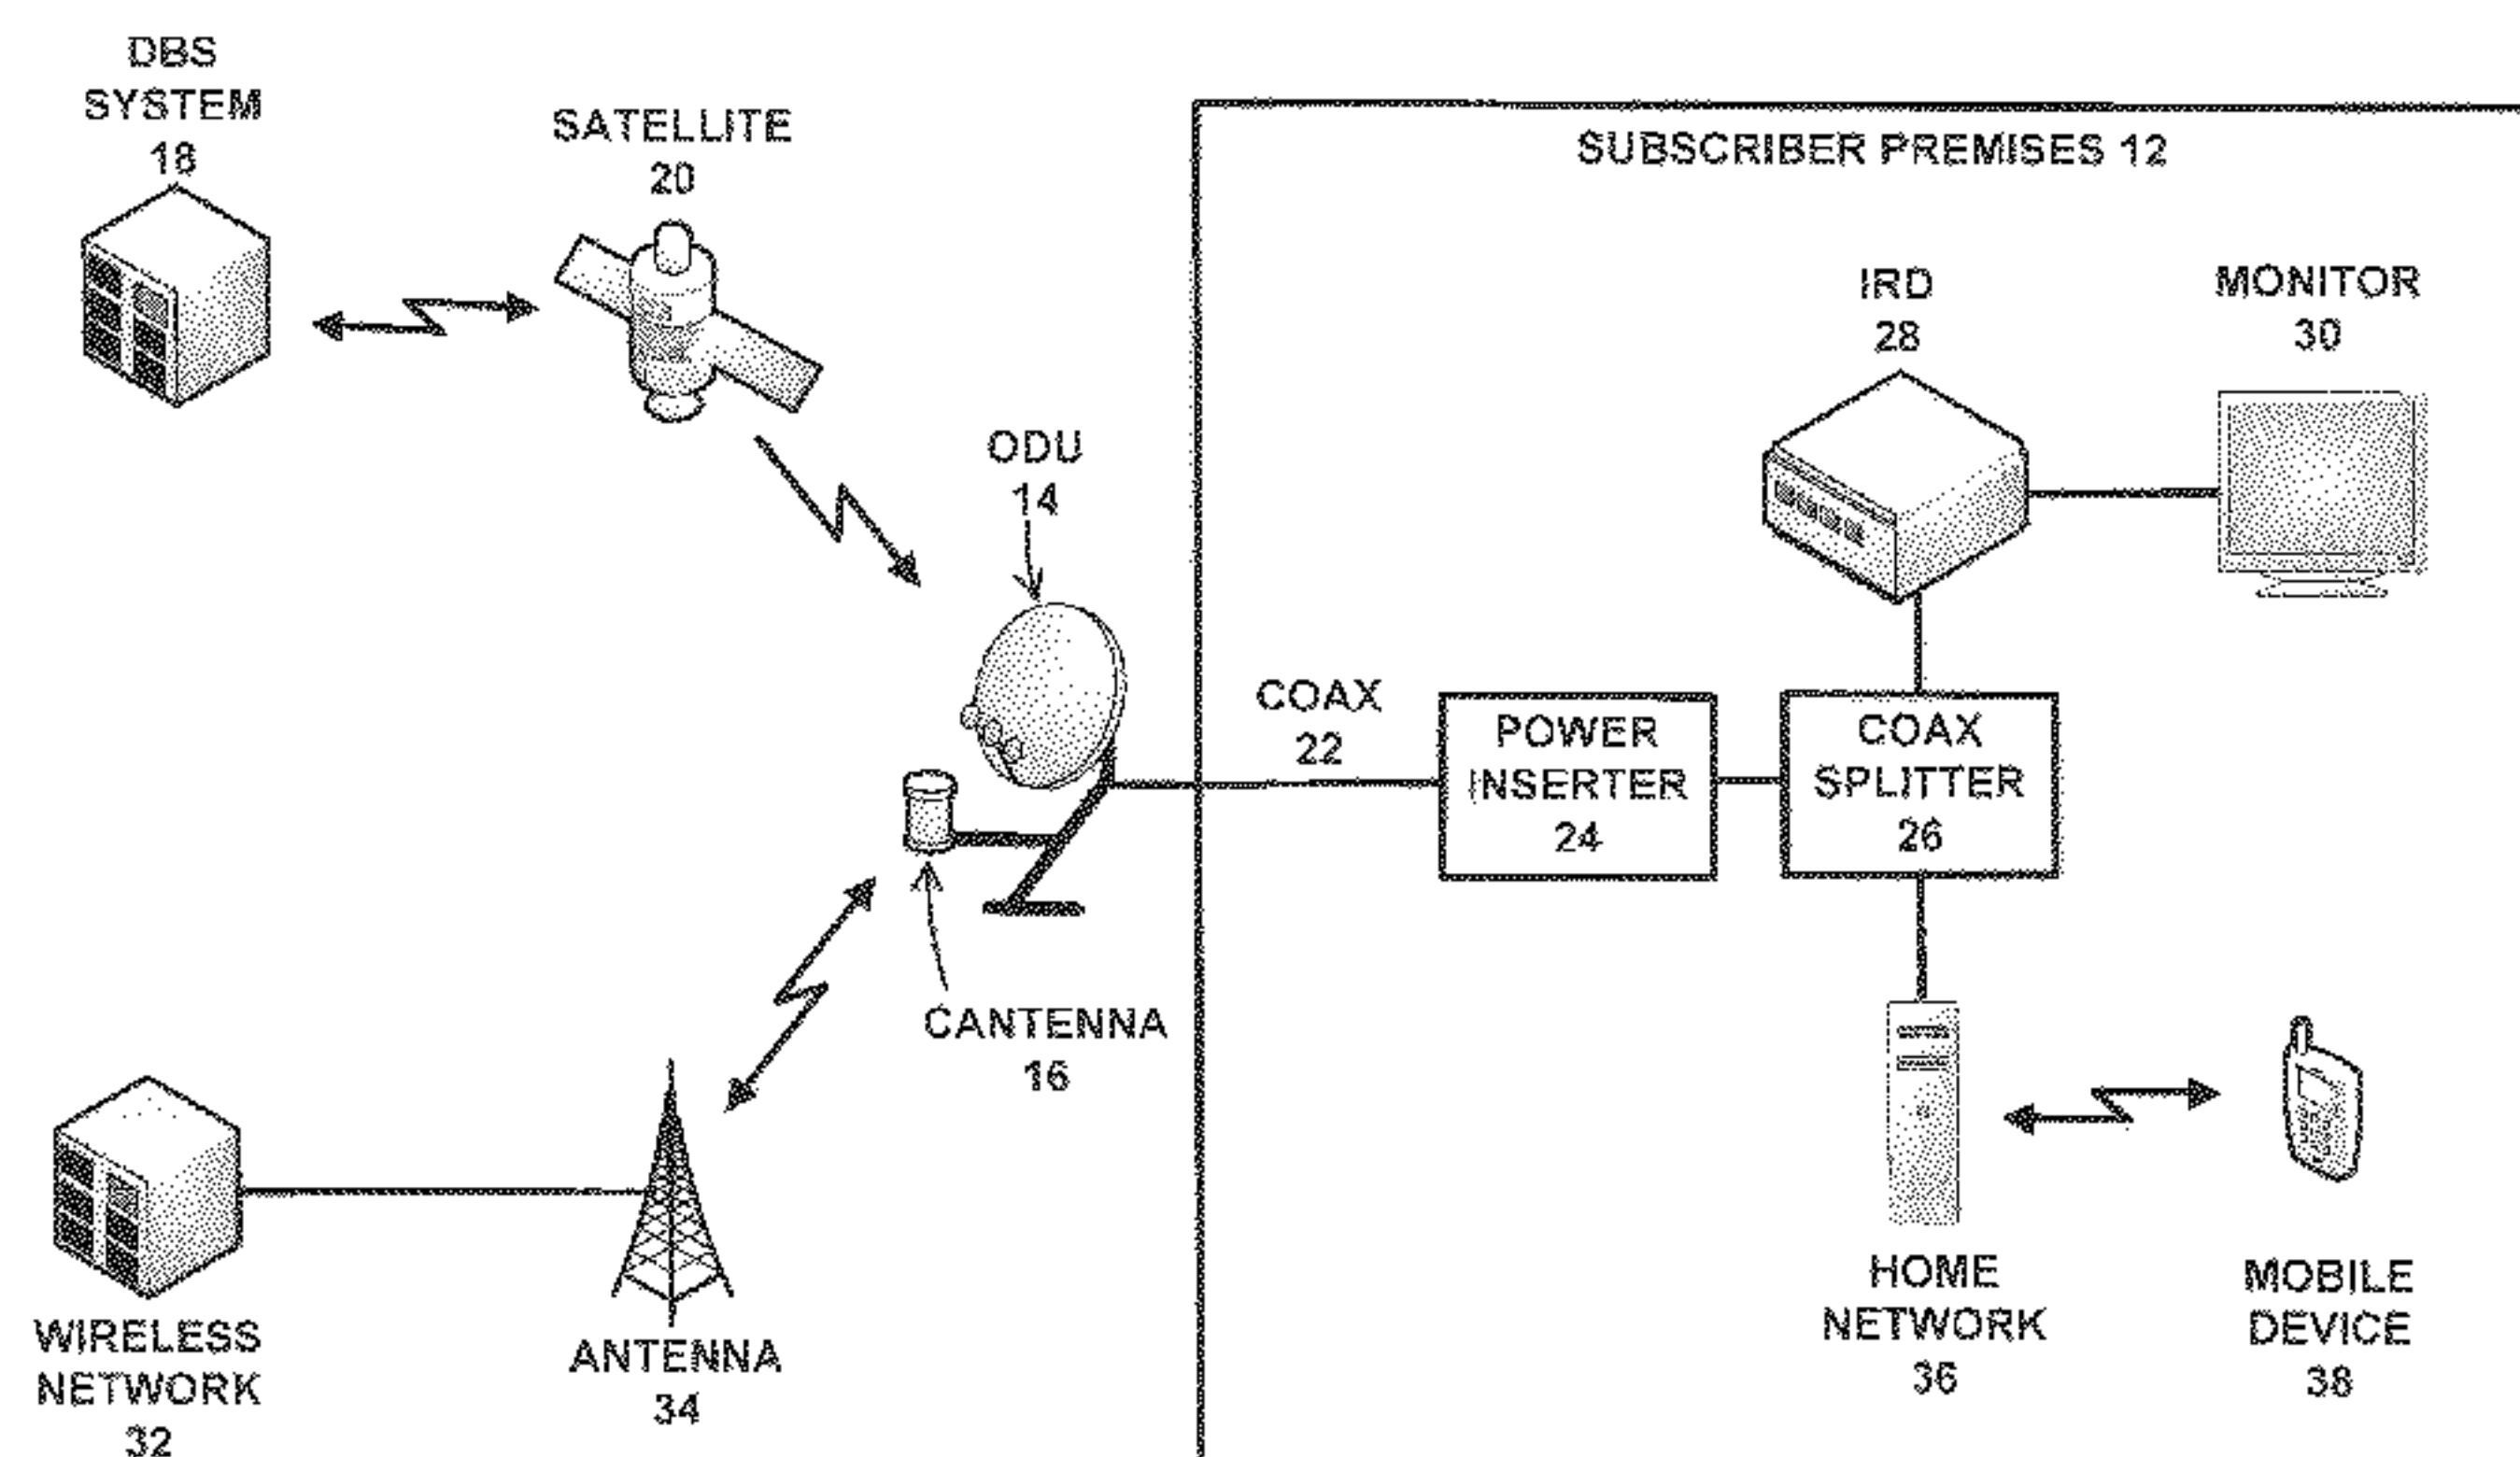 DBS
SYSTEM
18
SATELLITE
20
SUBSCRIBER PREMISES 12
IRD
28
MONITOR
30
ODU
14
COAX
22
POWER
INSERTER
24
COAX
SPLITTER
26
CANTENNA
16
WIRELESS
NETWORK
32
ANTENNA
34
HOME
NETWORK
36
MOBILE
DEVICE
38